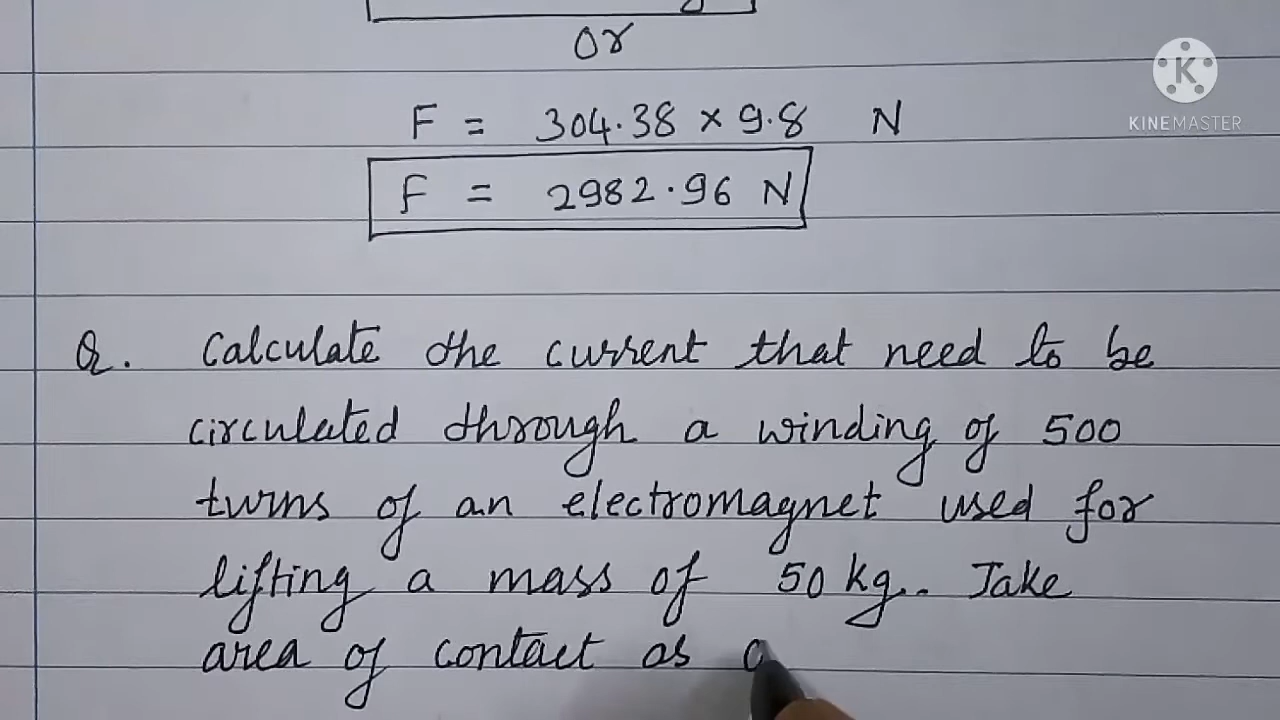 or
F = 304.38 × 9.8 N
F = 2982.96 N
K
KINEMASTER
Q. Calculate the current that need to be
circulated through a winding of 500
turns of an electromagnet used for
lifting a mass of 50 kg.. Take
area of contact as